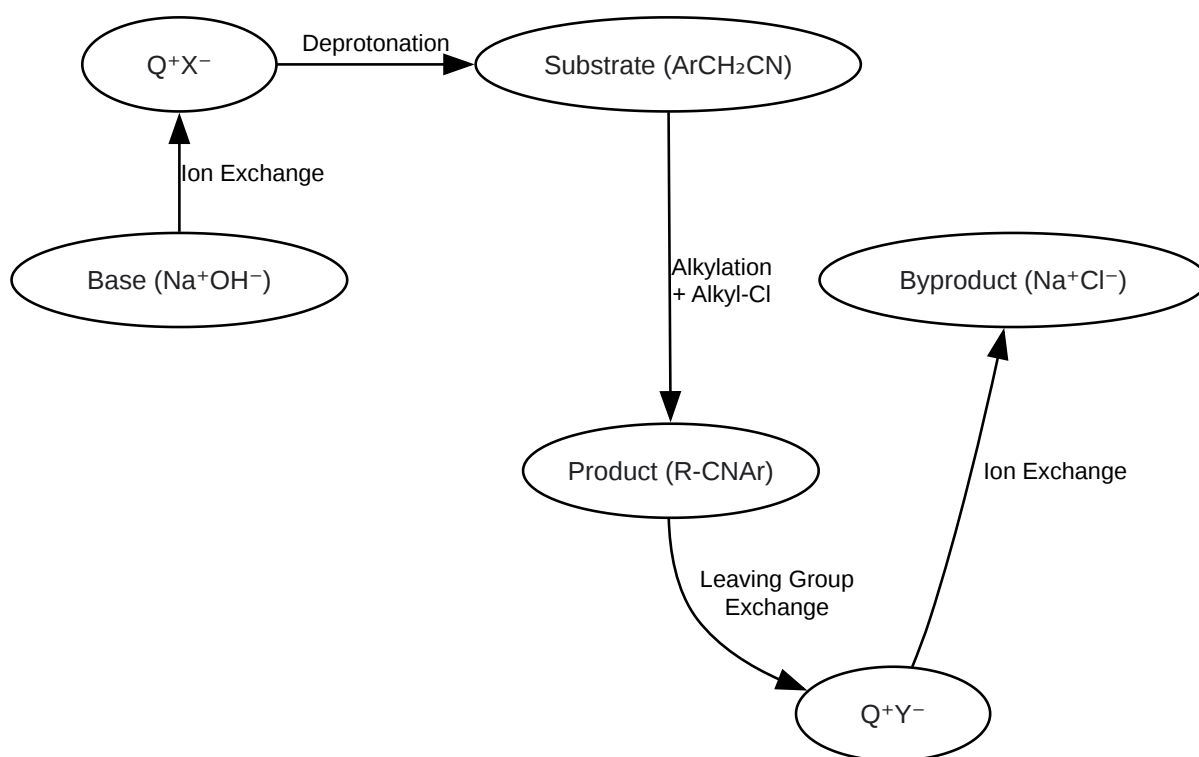 Q⁺X⁻
Deprotonation
Substrate (ArCH₂CN)
Ion Exchange
Base (Na⁺OH⁻)
Alkylation
+ Alkyl-Cl
Byproduct (Na⁺Cl⁻)
Product (R-CNAr)
Ion Exchange
Leaving Group
Exchange
Q⁺Y⁻